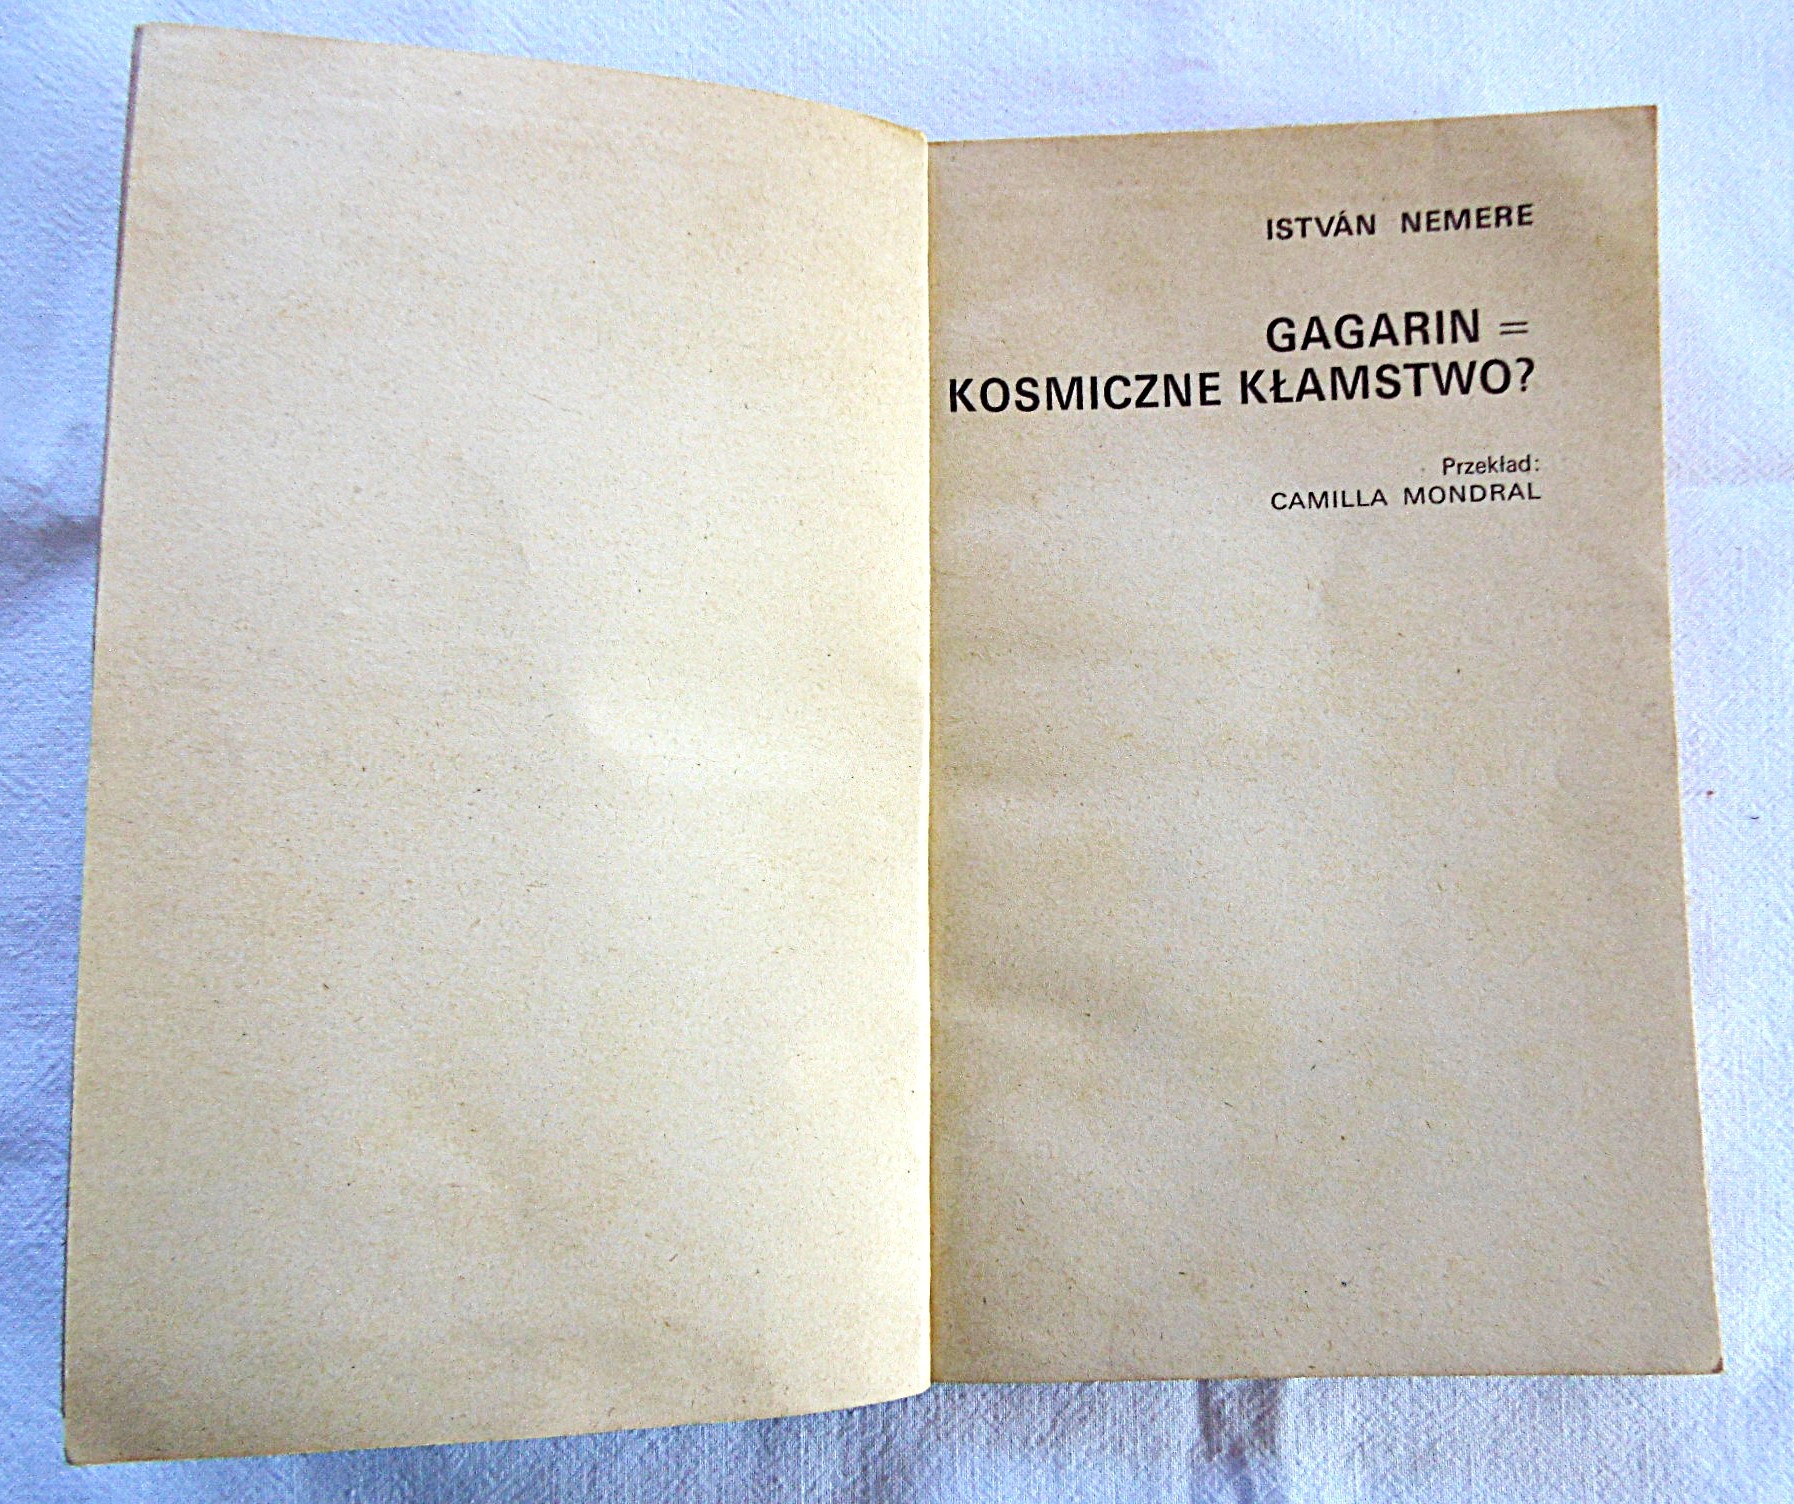 ISTVÁN NEMERE
GAGARIN =
KOSMICZNE KŁAMSTWO?
Przekład:
CAMILLA MONDRAL